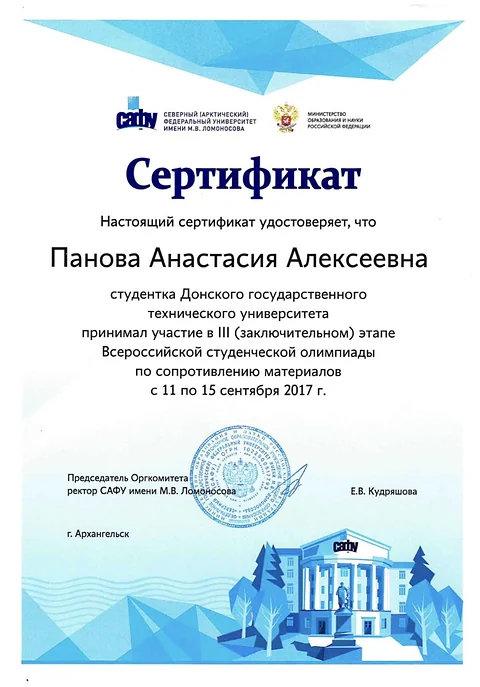 сафу
СЕВЕРНЫЙ (АРКТИЧЕСКИЙ)
ФЕДЕРАЛЬНЫЙ УНИВЕРСИТЕТ
ИМЕНИ М.В. ЛОМОНОСОВА
МИНИСТЕРСТВО
ОБРАЗОВАНИЯ И НАУКИ
РОССИЙСКОЙ ФЕДЕРАЦИИ
Сертификат
Настоящий сертификат удостоверяет, что
Панова Анастасия Алексеевна
студентка Донского государственного
технического университета
принимал участие в III (заключительном) этапе
Всероссийской студенческой олимпиады
по сопротивлению материалов
с 11 по 15 сентября 2017 г.
Председатель Оргкомитета
ректор САФУ имени М.В. Ломоносова
Е.В. Кудряшова
г. Архангельск
сафу